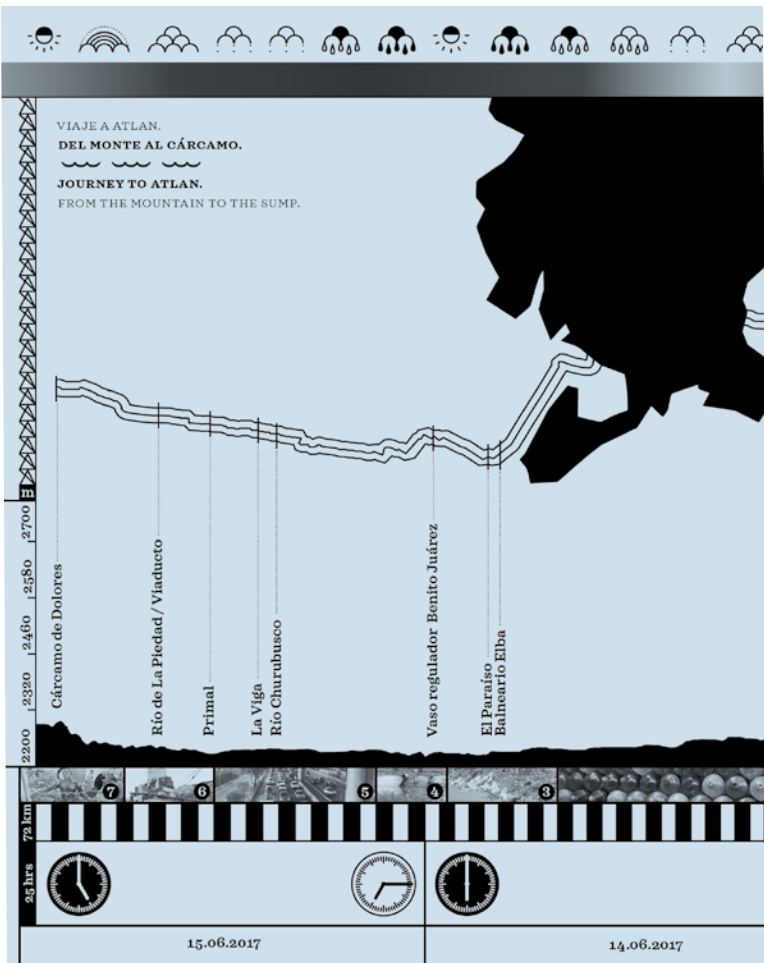 VIAJE A ATLAN.
DEL MONTE AL CÁRCAMO.
JOURNEY TO ATLAN.
FROM THE MOUNTAIN TO THE SUMP.
m
2700
2580
2460
2320
2200
Cárcamo de Dolores
Río de La Piedad / Viaducto
Primal
La Viga
Río Churubusco
Vaso regulador Benito Juárez
El Paraíso
Balneario Elba
7
6
5
4
3
72 km
25 hrs
15.06.2017
14.06.2017